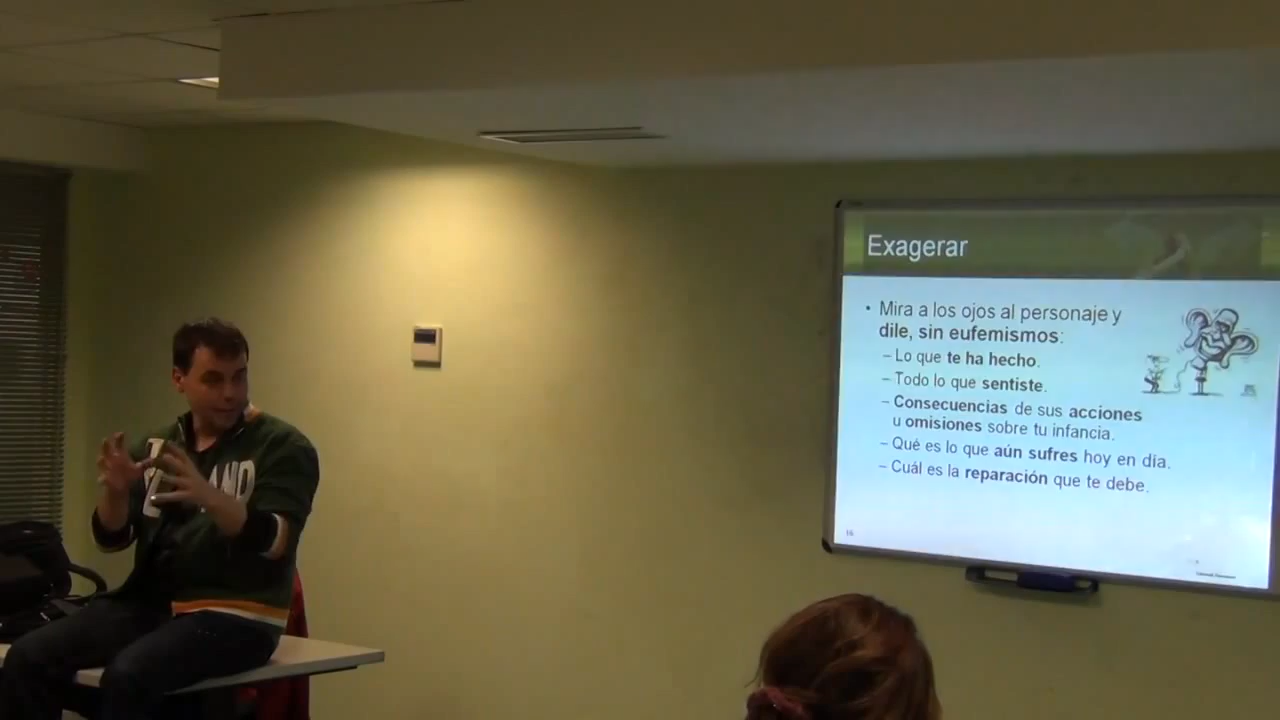 Exagerar
• Mira a los ojos al personaje y
dile, sin eufemismos:
– Lo que te ha hecho.
– Todo lo que sentiste.
– Consecuencias de sus acciones
u omisiones sobre tu infancia.
– Qué es lo que aún sufres hoy en día.
– Cuál es la reparación que te debe.
16